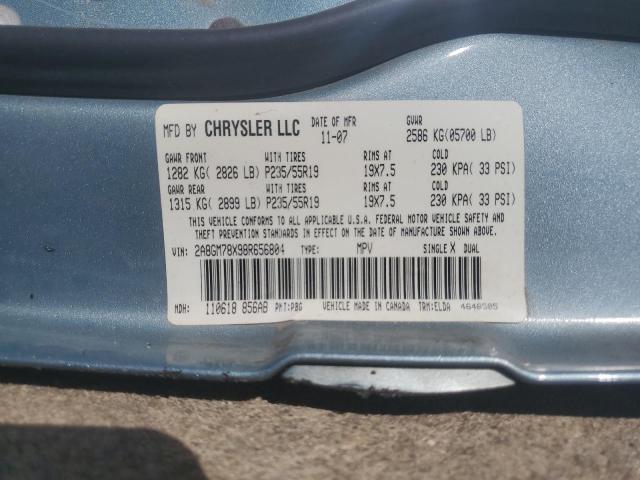 MFD BY CHRYSLER LLC DATE OF MFR 11-07 GVWR 2586 KG(05700 LB)
GAWR FRONT WITH TIRES RIMS AT COLD
1282 KG( 2826 LB) P235/55R19 19X7.5 230 KPA( 33 PSI)
GAWR REAR WITH TIRES RIMS AT COLD
1315 KG( 2899 LB) P235/55R19 19X7.5 230 KPA( 33 PSI)
THIS VEHICLE CONFORMS TO ALL APPLICABLE U.S.A. FEDERAL MOTOR VEHICLE SAFETY AND
THEFT PREVENTION STANDARDS IN EFFECT ON THE DATE OF MANUFACTURE SHOWN ABOVE.
VIN: 2A8GM78X98R656804 TYPE: MPV SINGLE X DUAL
MDH: 110618 856AB PNT:PBG VEHICLE MADE IN CANADA TRM:ELDA 4648505